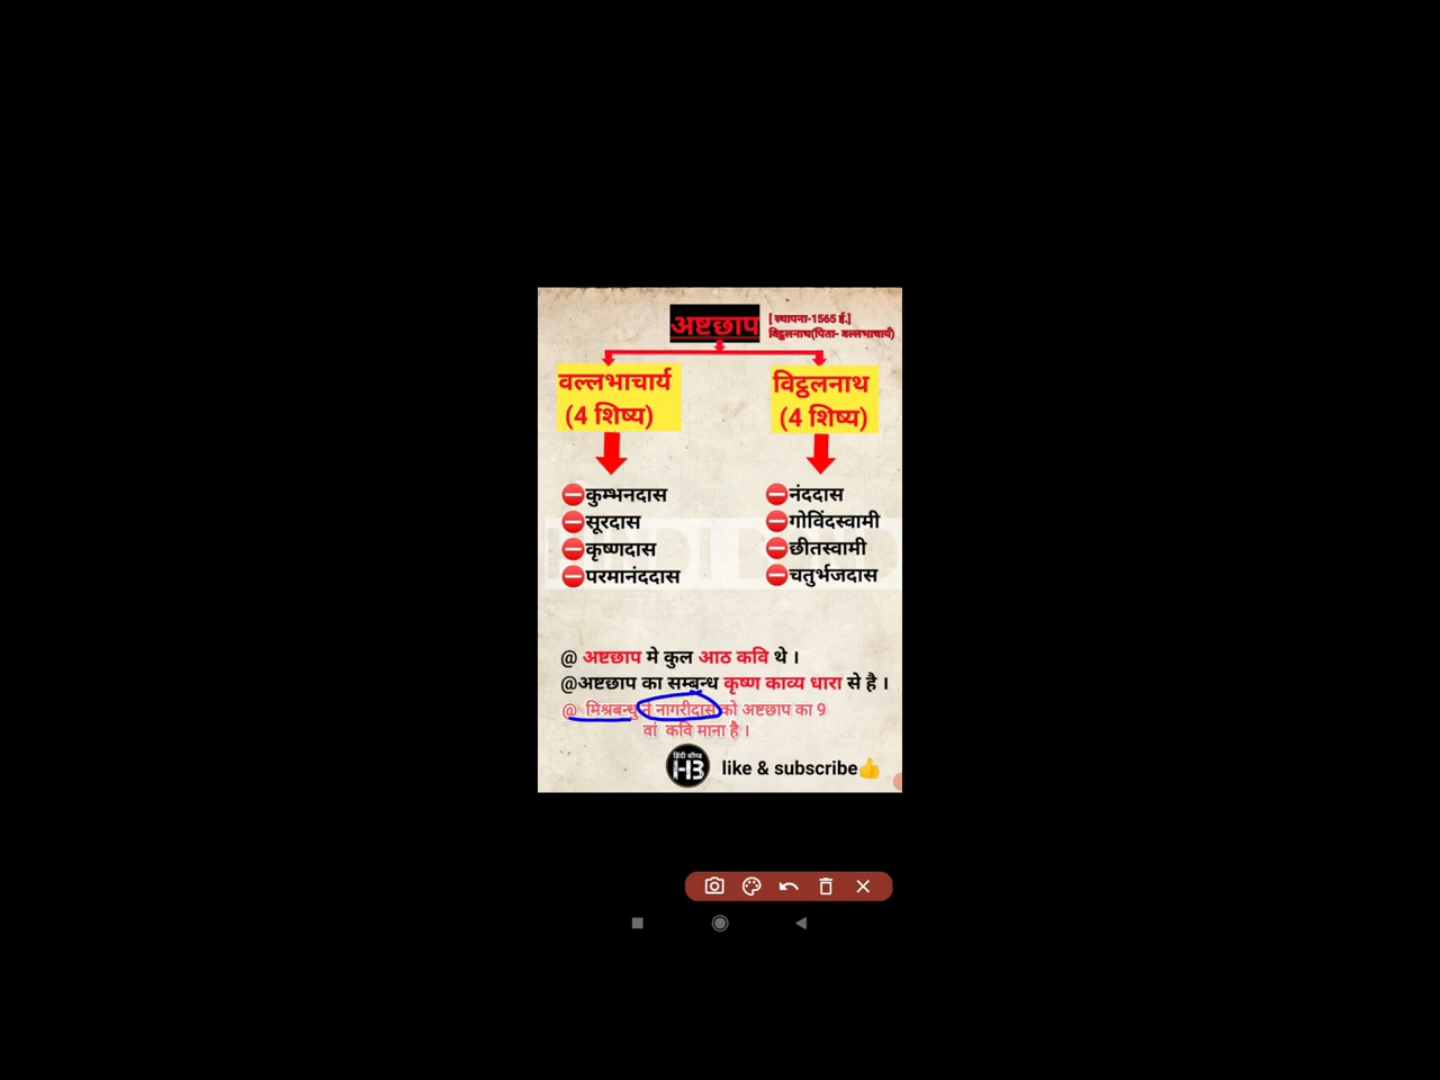 अष्टछाप
[ स्थापना-1565 ई.]
विट्ठलनाथ(पिता- वल्लभाचार्य)
वल्लभाचार्य
(4 शिष्य)
विट्ठलनाथ
(4 शिष्य)
कुम्भनदास
सूरदास
कृष्णदास
परमानंददास
नंददास
गोविंदस्वामी
छीतस्वामी
चतुर्भजदास
@ अष्टछाप मे कुल आठ कवि थे ।
@अष्टछाप का सम्बन्ध कृष्ण काव्य धारा से है ।
@ मिश्रबन्धु ने नागरीदास को अष्टछाप का 9
वां कवि माना है ।
हिंदी बॉण्ड
HB
like & subscribe